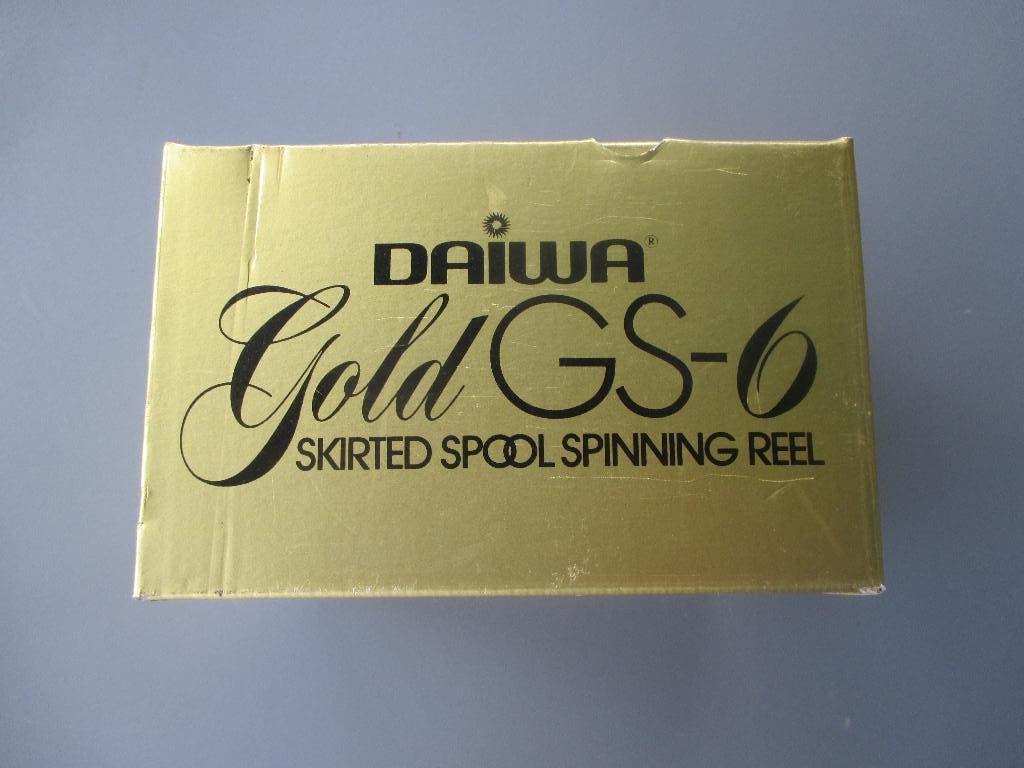 DAIWA®
Gold GS-6
SKIRTED SPOOL SPINNING REEL